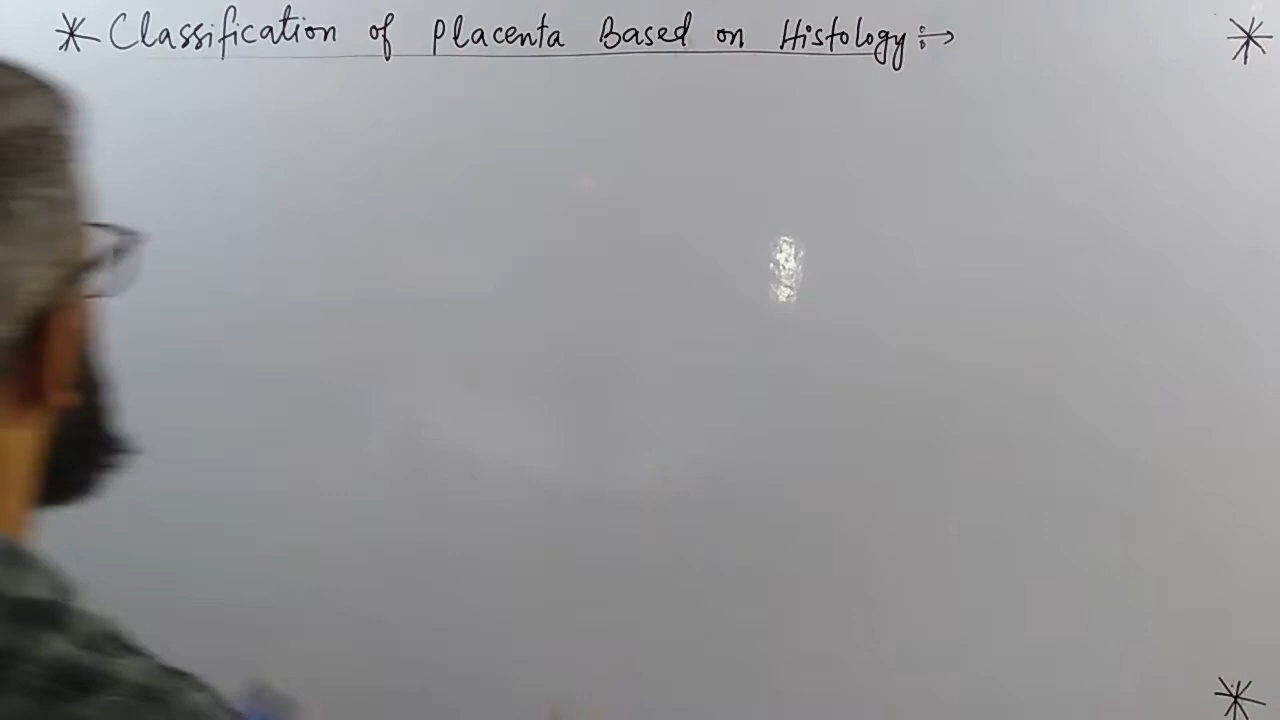 * Classification of Placenta Based on Histology :→
*
*